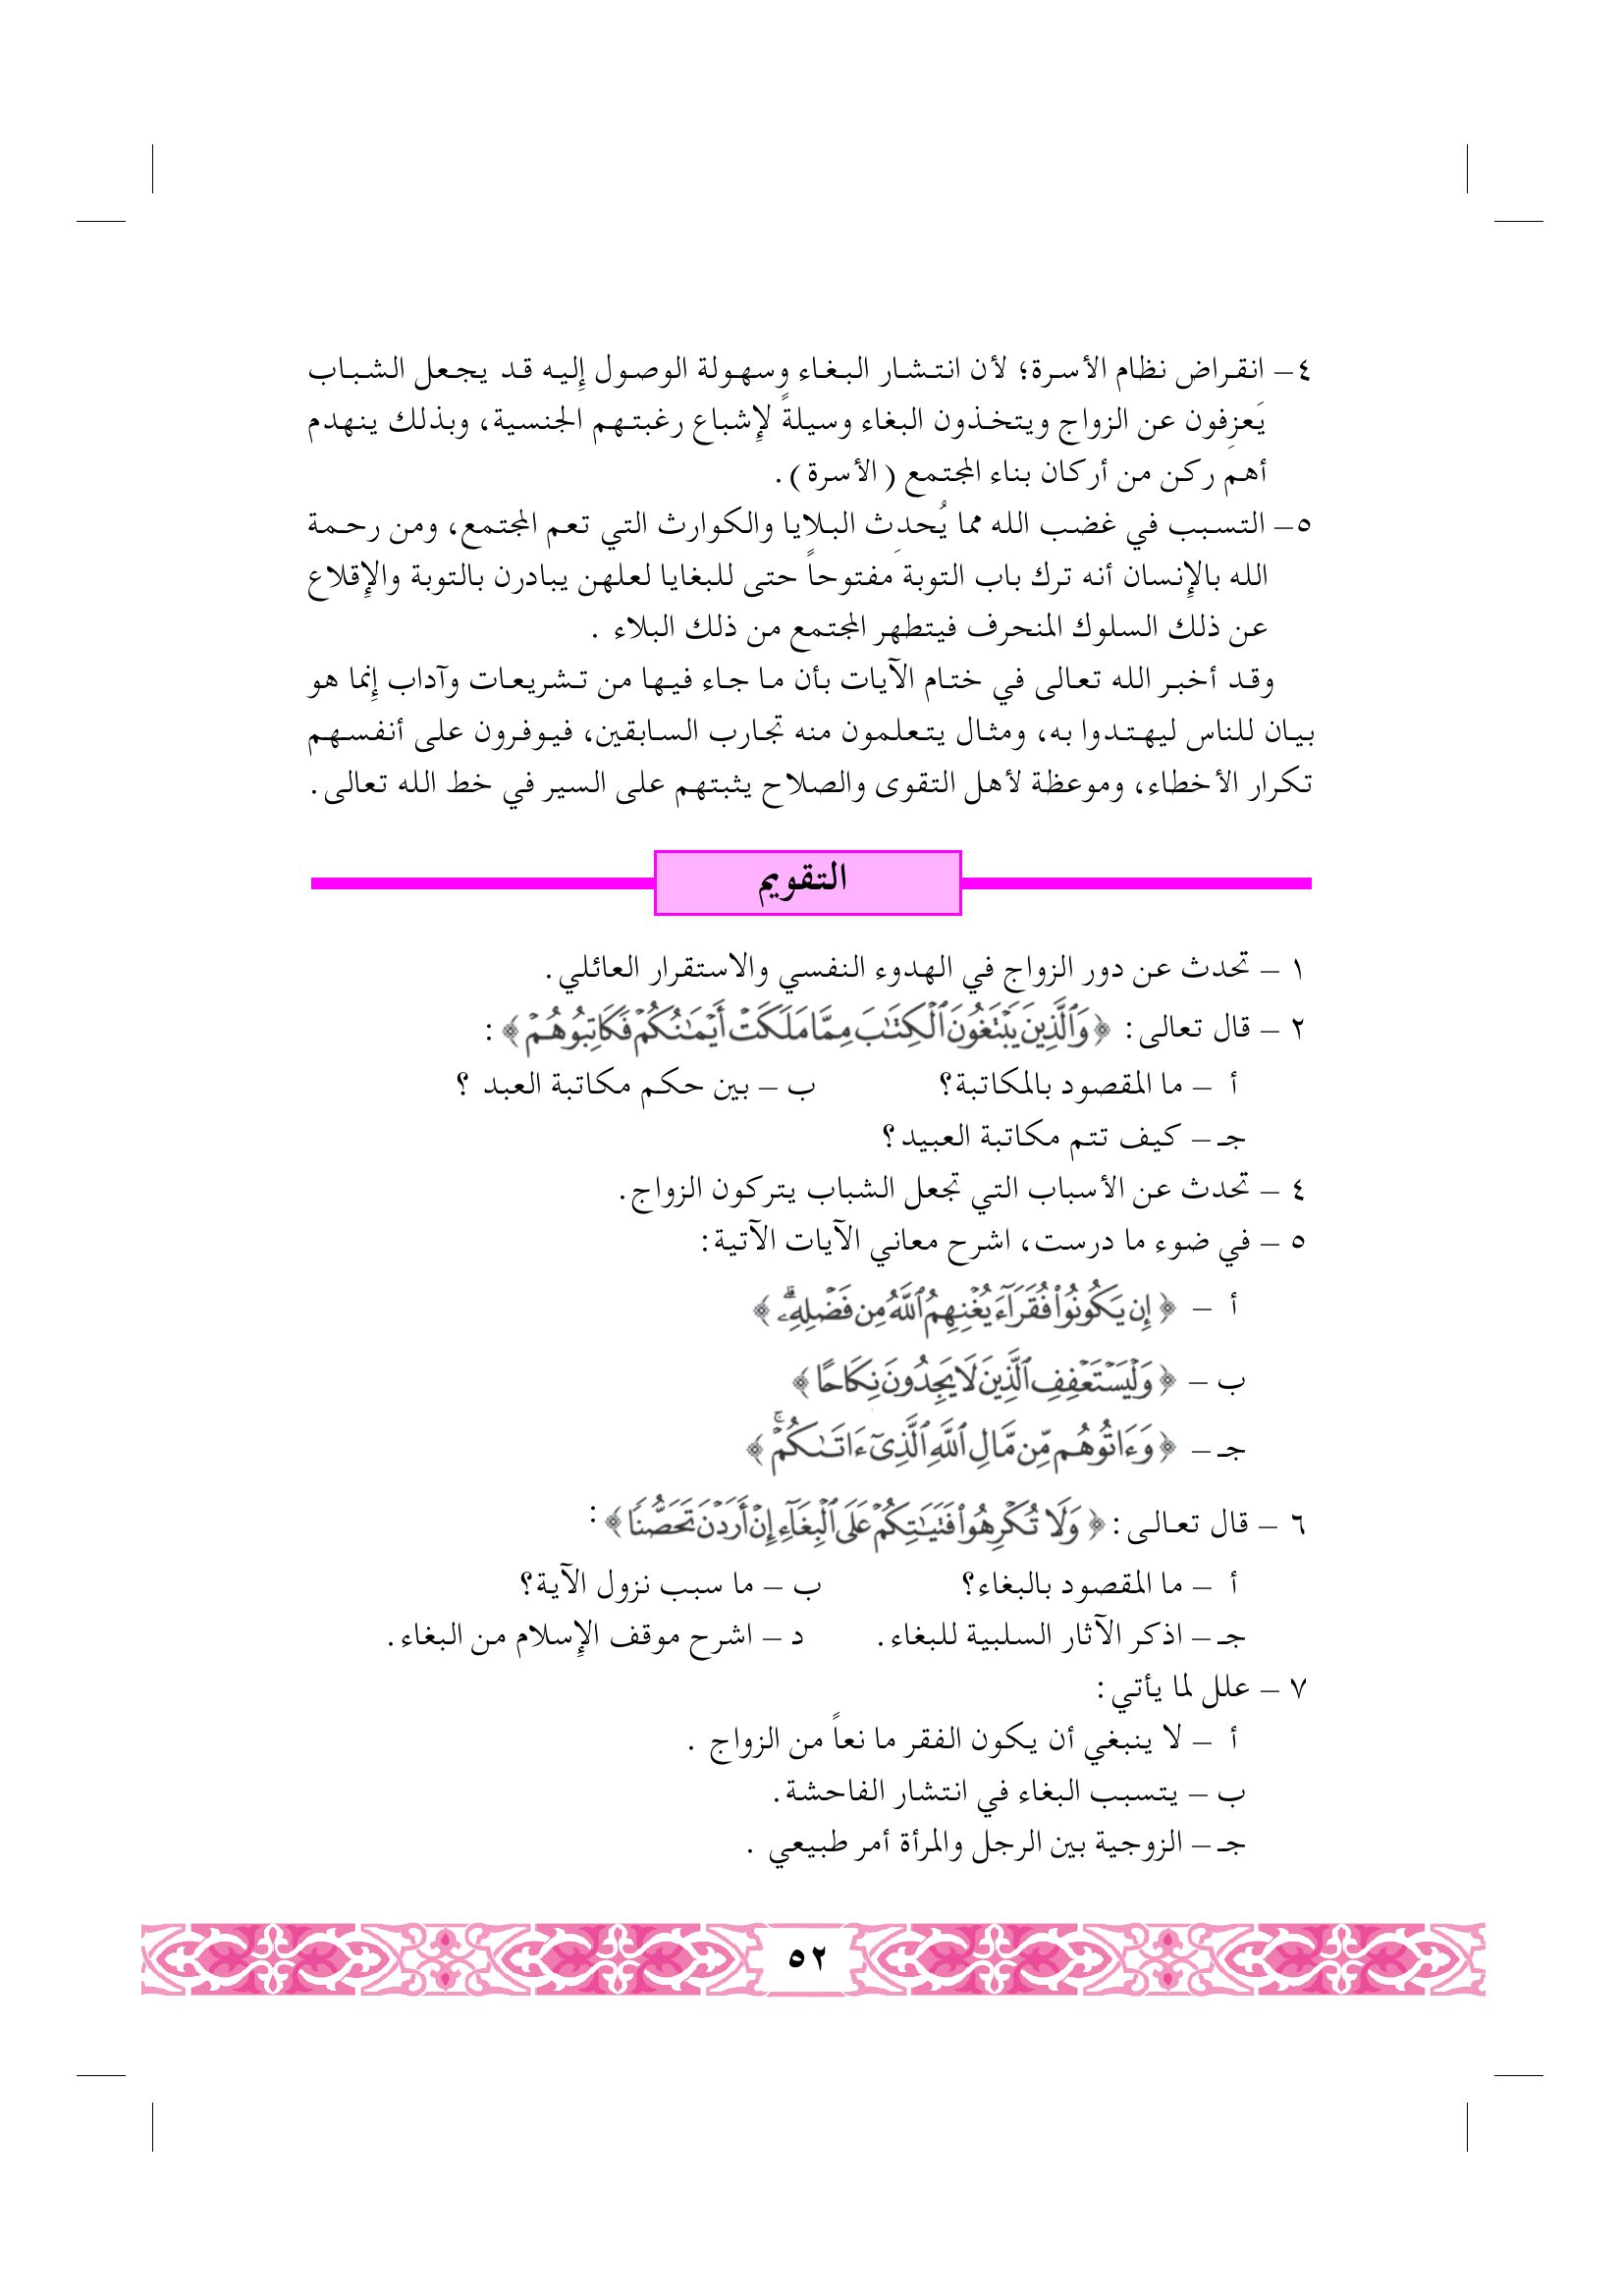 ٤– انقراض نظام الأسرة؛ لأن انتشار البغاء وسهولة الوصول إليه قد يجعل الشباب
يَعزِفون عن الزواج ويتخذون البغاء وسيلةً لإشباع رغبتهم الجنسية، وبذلك ينهدم
أهم ركن من أركان بناء المجتمع (الأسرة).
٥– التسبب في غضب الله مما يُحدِث البلايا والكوارث التي تعم المجتمع، ومن رحمة
الله بالإنسان أنه ترك باب التوبة مفتوحاً حتى للبغايا لعلهن يبادرن بالتوبة والإقلاع
عن ذلك السلوك المنحرف فيتطهر المجتمع من ذلك البلاء .
وقد أخبر الله تعالى في ختام الآيات بأن ما جاء فيها من تشريعات وآداب إنما هو
بيان للناس ليهتدوا به، ومثال يتعلمون منه تجارب السابقين، فيوفرون على أنفسهم
تكرار الأخطاء، وموعظة لأهل التقوى والصلاح يثبتهم على السير في خط الله تعالى.
التقويم
١ – تحدث عن دور الزواج في الهدوء النفسي والاستقرار العائلي.
٢ – قال تعالى: ﴿ وَٱلَّذِينَ يَبْتَغُونَ ٱلْكِتَٰبَ مِمَّا مَلَكَتْ أَيْمَٰنُكُمْ فَكَاتِبُوهُمْ ﴾ :
أ – ما المقصود بالمكاتبة؟ ب – بين حكم مكاتبة العبد ؟
جـ – كيف تتم مكاتبة العبيد؟
٤ – تحدث عن الأسباب التي تجعل الشباب يتركون الزواج.
٥ – في ضوء ما درست، اشرح معاني الآيات الآتية:
أ – ﴿ إِن يَكُونُوا۟ فُقَرَآءَ يُغْنِهِمُ ٱللَّهُ مِن فَضْلِهِۦۗ ﴾
ب – ﴿ وَلْيَسْتَعْفِفِ ٱلَّذِينَ لَا يَجِدُونَ نِكَاحًا ﴾
جـ – ﴿ وَءَاتُوهُم مِّن مَّالِ ٱللَّهِ ٱلَّذِىٓ ءَاتَىٰكُمْۚ ﴾
٦ – قال تعالى: ﴿ وَلَا تُكْرِهُوا۟ فَتَيَٰتِكُمْ عَلَى ٱلْبِغَآءِ إِنْ أَرَدْنَ تَحَصُّنًا ﴾ :
أ – ما المقصود بالبغاء؟ ب – ما سبب نزول الآية؟
جـ – اذكر الآثار السلبية للبغاء. د – اشرح موقف الإسلام من البغاء.
٧ – علل لما يأتي:
أ – لا ينبغي أن يكون الفقر ما نعاً من الزواج .
ب – يتسبب البغاء في انتشار الفاحشة.
جـ – الزوجية بين الرجل والمرأة أمر طبيعي .
٥٢